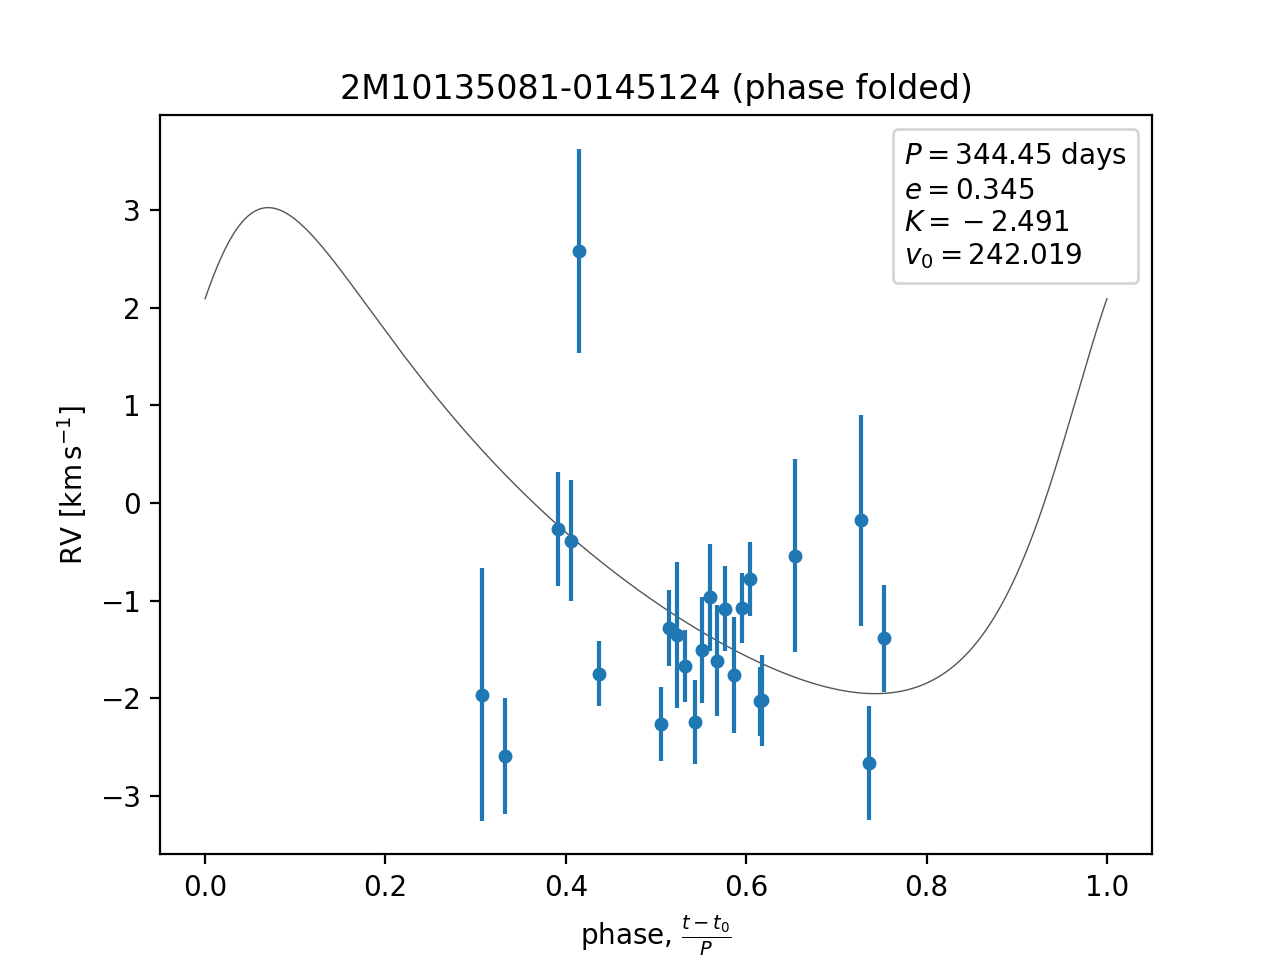 2M10135081-0145124 (phase folded)
P = 344.45 days
e = 0.345
K = − 2.491
v₀ = 242.019
3
2
1
0
−1
−2
−3
RV [km s⁻¹]
0.0 0.2 0.4 0.6 0.8 1.0
phase, (t − t₀)/P